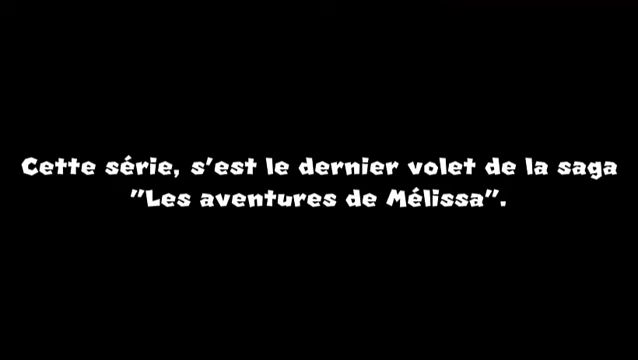 Cette série, s'est le dernier volet de la saga
"Les aventures de Mélissa".